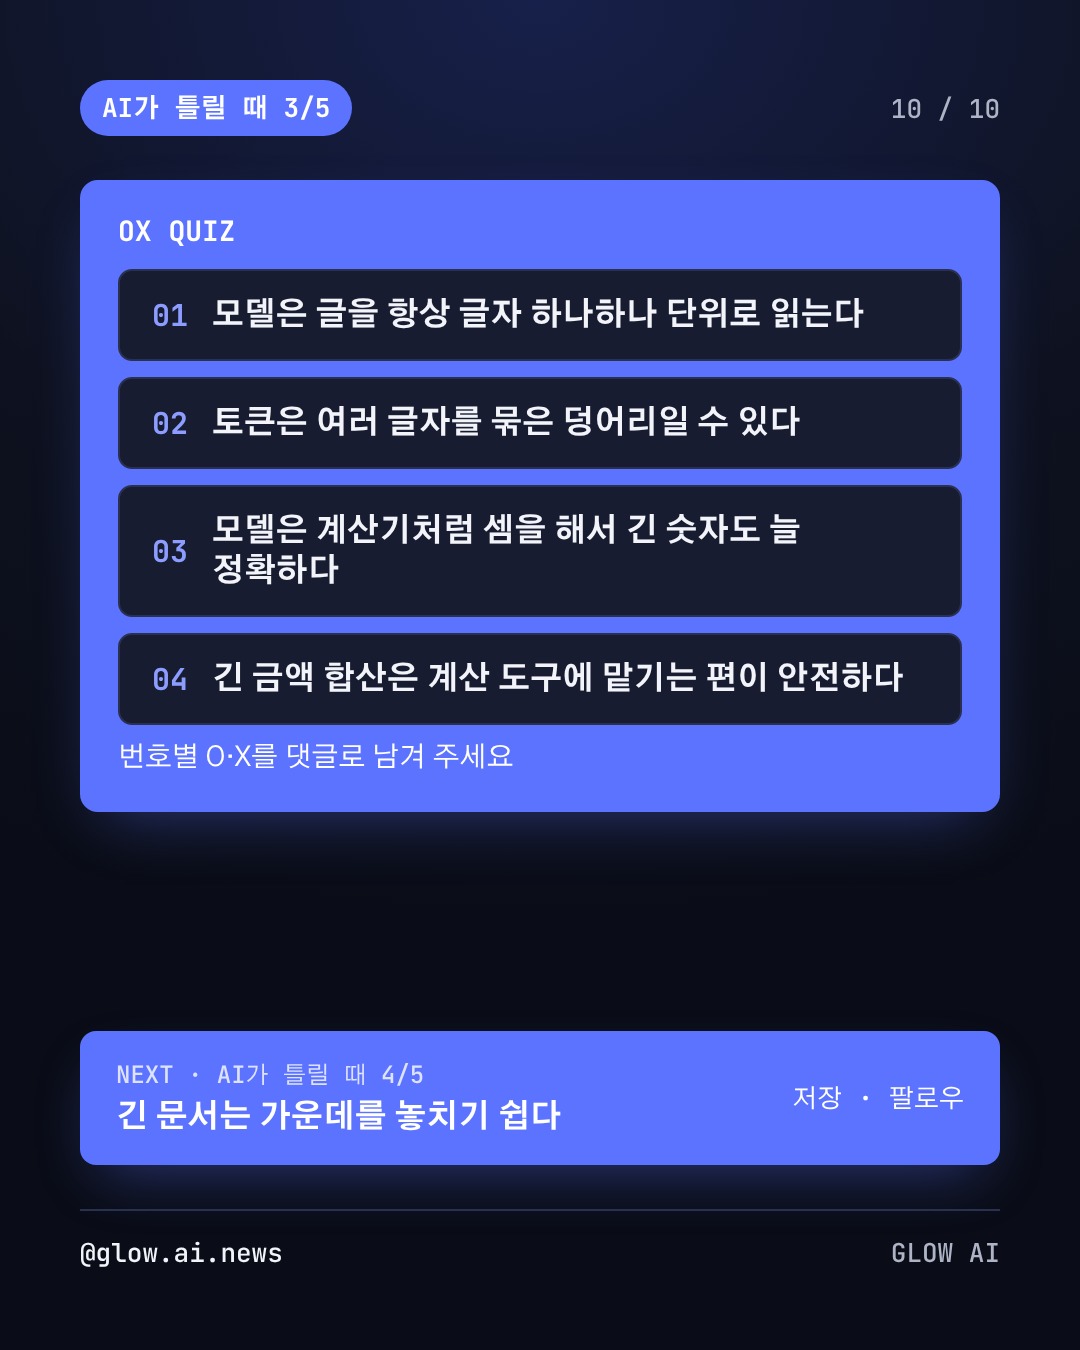 AI가 틀릴 때 3/5
10 / 10
OX QUIZ
01 모델은 글을 항상 글자 하나하나 단위로 읽는다
02 토큰은 여러 글자를 묶은 덩어리일 수 있다
03 모델은 계산기처럼 셈을 해서 긴 숫자도 늘
정확하다
04 긴 금액 합산은 계산 도구에 맡기는 편이 안전하다
번호별 O·X를 댓글로 남겨 주세요
NEXT · AI가 틀릴 때 4/5
긴 문서는 가운데를 놓치기 쉽다
저장 · 팔로우
@glow.ai.news
GLOW AI